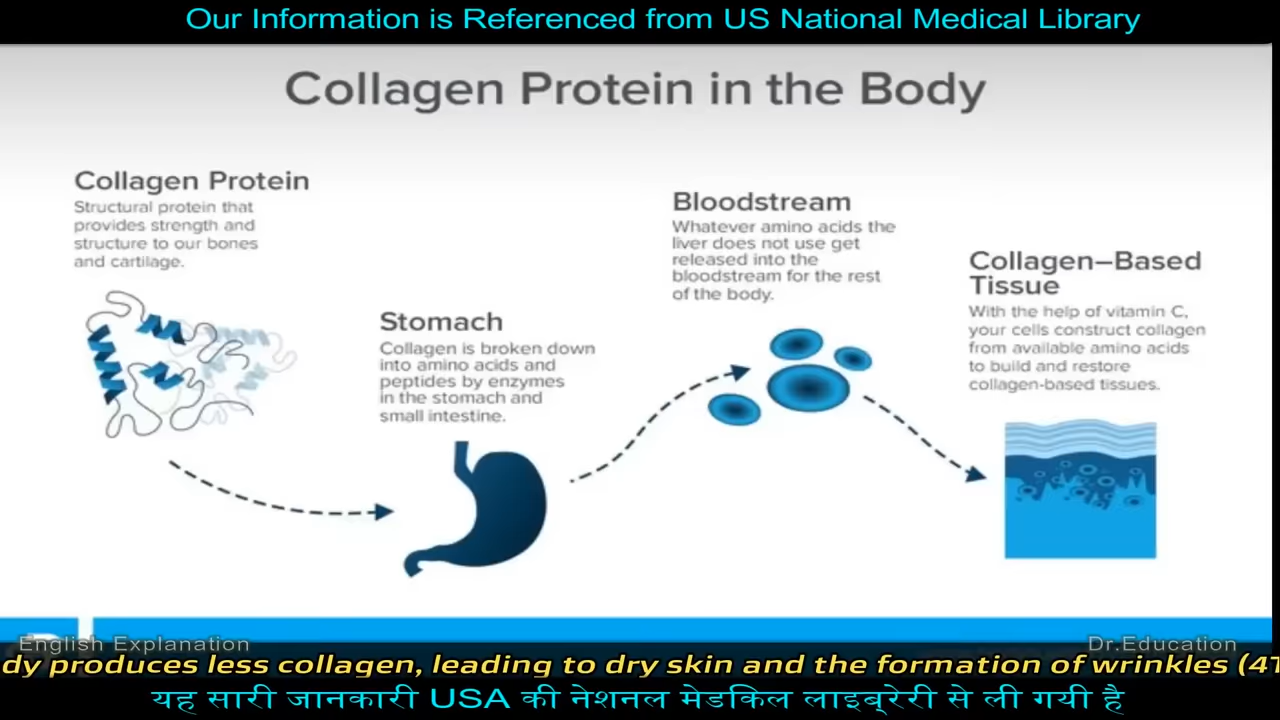 Our Information is Referenced from US National Medical Library
Collagen Protein in the Body
Collagen Protein
Structural protein that
provides strength and
structure to our bones
and cartilage.
Stomach
Collagen is broken down
into amino acids and
peptides by enzymes
in the stomach and
small intestine.
Bloodstream
Whatever amino acids the
liver does not use get
released into the
bloodstream for the rest
of the body.
Collagen–Based
Tissue
With the help of vitamin C,
your cells construct collagen
from available amino acids
to build and restore
collagen-based tissues.
English Explanation
Dr.Education
dy produces less collagen, leading to dry skin and the formation of wrinkles (4T
यह सारी जानकारी USA की नेशनल मेडकिल लाइब्रेरी से ली गयी है